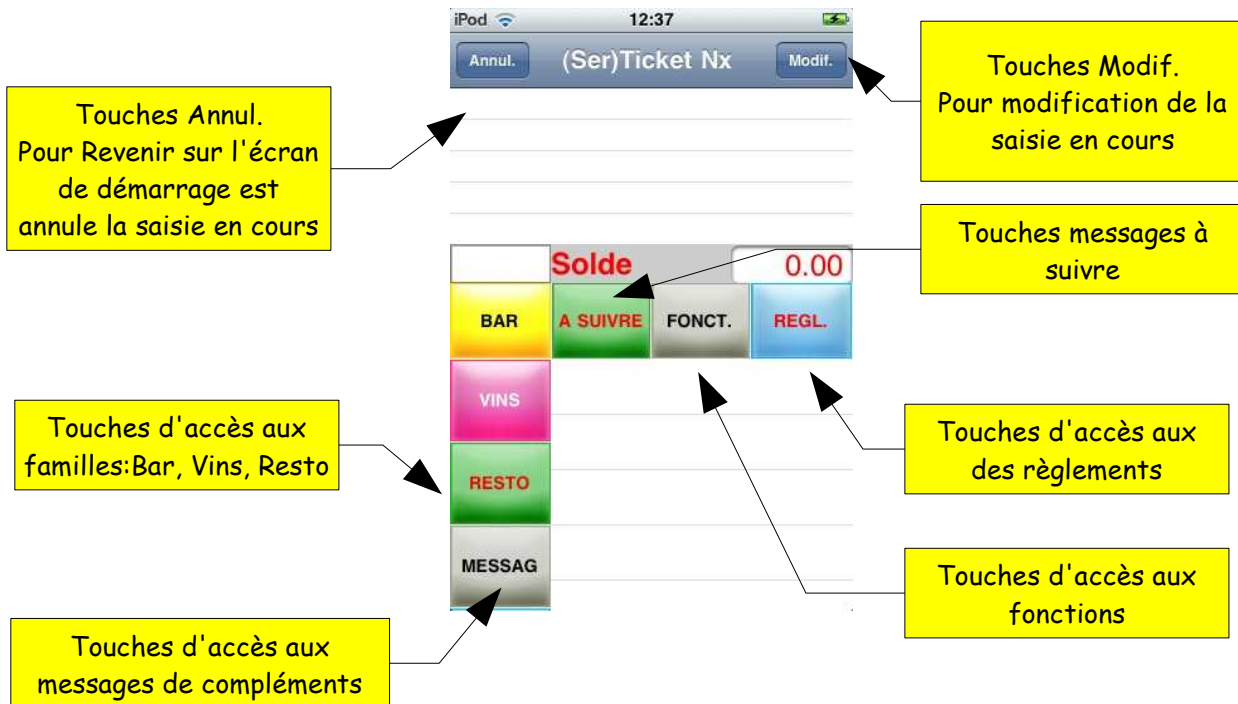 iPod 12:37
Annul. (Ser)Ticket Nx Modif.
Touches Annul.
Pour Revenir sur l'écran
de démarrage est
annule la saisie en cours
Touches Modif.
Pour modification de la
saisie en cours
Touches messages à
suivre
Solde 0.00
BAR A SUIVRE FONCT. REGL.
VINS
RESTO
MESSAG
Touches d'accès aux
familles:Bar, Vins, Resto
Touches d'accès aux
des règlements
Touches d'accès aux
fonctions
Touches d'accès aux
messages de compléments